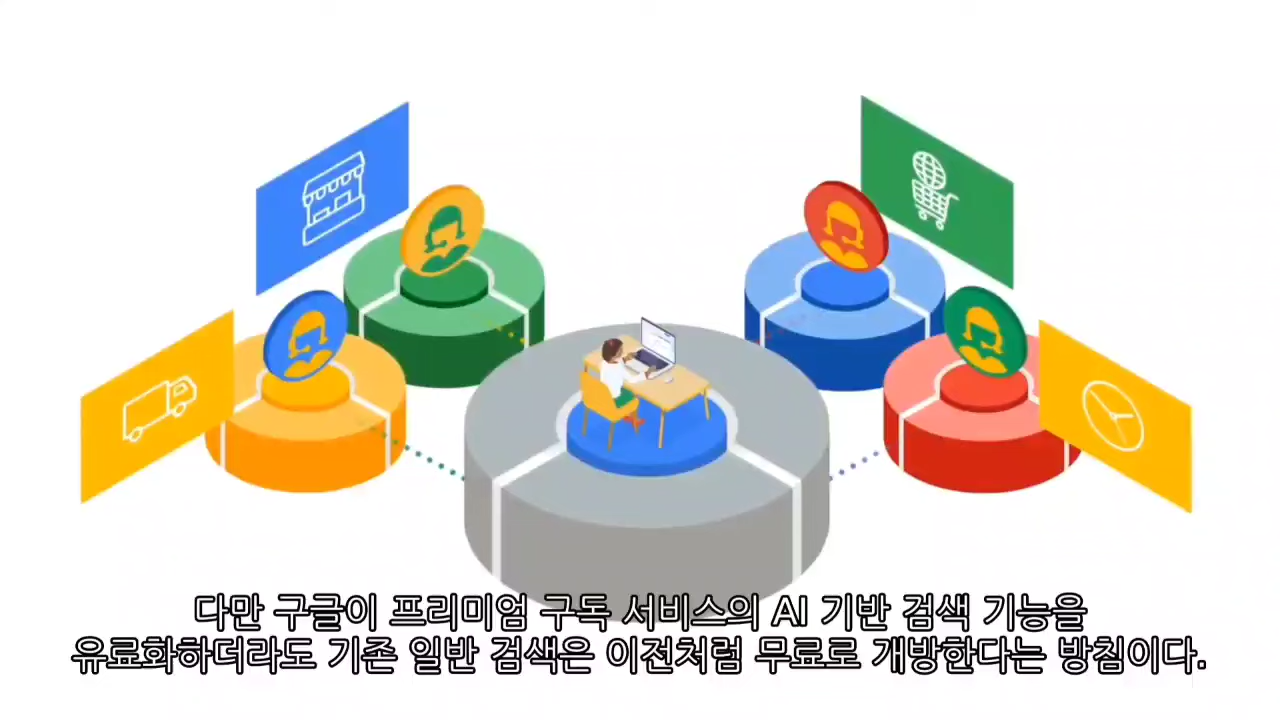 다만 구글이 프리미엄 구독 서비스의 AI 기반 검색 기능을
유료화하더라도 기존 일반 검색은 이전처럼 무료로 개방한다는 방침이다.